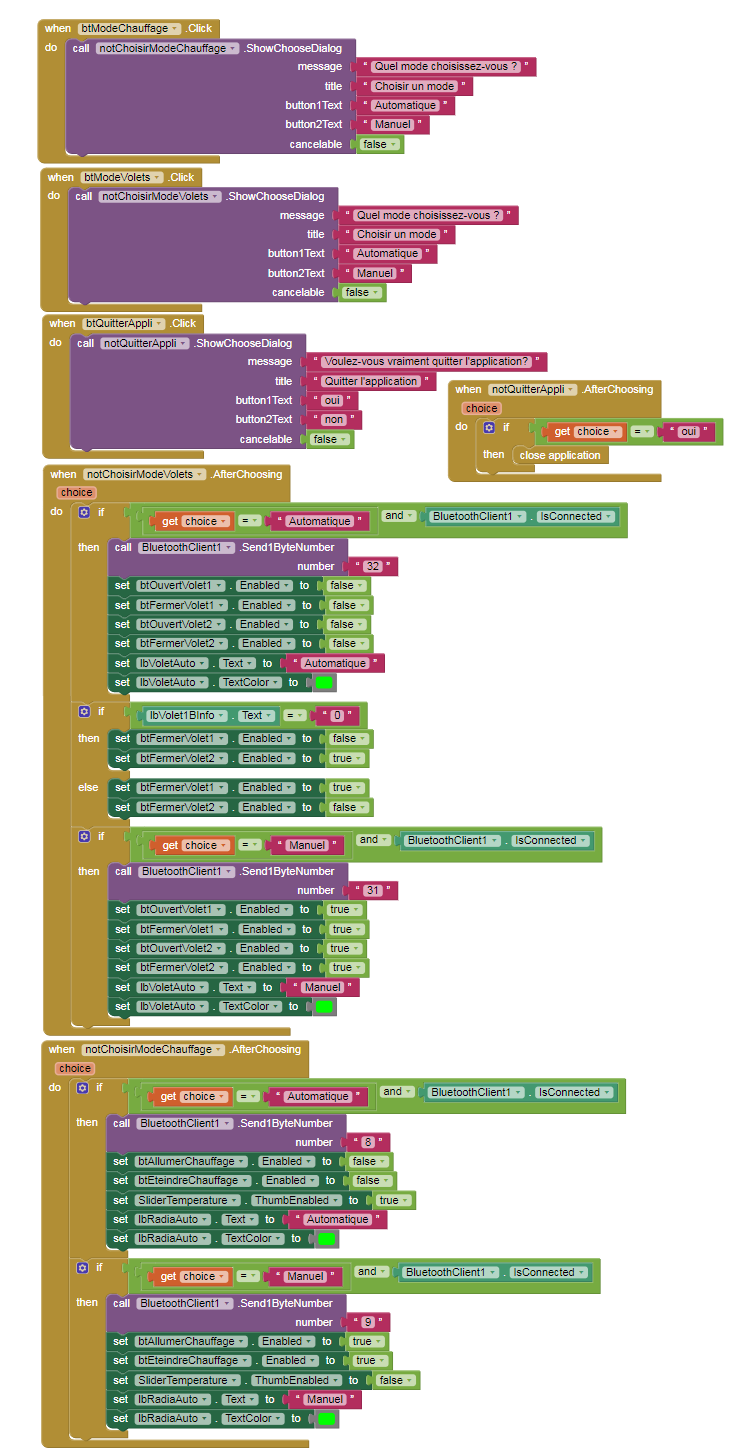 when btModeChauffage .Click
do call notChoisirModeChauffage .ShowChooseDialog
message " Quel mode choisissez-vous ? "
title " Choisir un mode "
button1Text " Automatique "
button2Text " Manuel "
cancelable false
when btModeVolets .Click
do call notChoisirModeVolets .ShowChooseDialog
message " Quel mode choisissez-vous ? "
title " Choisir un mode "
button1Text " Automatique "
button2Text " Manuel "
cancelable false
when btQuitterAppli .Click
do call notQuitterAppli .ShowChooseDialog
message " Voulez-vous vraiment quitter l'application? "
title " Quitter l'application "
button1Text " oui "
button2Text " non "
cancelable false
when notQuitterAppli .AfterChoosing
choice
do if get choice = " oui "
then close application
when notChoisirModeVolets .AfterChoosing
choice
do if get choice = " Automatique " and BluetoothClient1 . IsConnected
then call BluetoothClient1 .Send1ByteNumber
number " 32 "
set btOuvertVolet1 . Enabled to false
set btFermerVolet1 . Enabled to false
set btOuvertVolet2 . Enabled to false
set btFermerVolet2 . Enabled to false
set lbVoletAuto . Text to " Automatique "
set lbVoletAuto . TextColor to
if lbVolet1BInfo . Text = " 0 "
then set btFermerVolet1 . Enabled to false
set btFermerVolet2 . Enabled to true
else set btFermerVolet1 . Enabled to true
set btFermerVolet2 . Enabled to false
if get choice = " Manuel " and BluetoothClient1 . IsConnected
then call BluetoothClient1 .Send1ByteNumber
number " 31 "
set btOuvertVolet1 . Enabled to true
set btFermerVolet1 . Enabled to true
set btOuvertVolet2 . Enabled to true
set btFermerVolet2 . Enabled to true
set lbVoletAuto . Text to " Manuel "
set lbVoletAuto . TextColor to
when notChoisirModeChauffage .AfterChoosing
choice
do if get choice = " Automatique " and BluetoothClient1 . IsConnected
then call BluetoothClient1 .Send1ByteNumber
number " 8 "
set btAllumerChauffage . Enabled to false
set btEteindreChauffage . Enabled to false
set SliderTemperature . ThumbEnabled to true
set lbRadiaAuto . Text to " Automatique "
set lbRadiaAuto . TextColor to
if get choice = " Manuel " and BluetoothClient1 . IsConnected
then call BluetoothClient1 .Send1ByteNumber
number " 9 "
set btAllumerChauffage . Enabled to true
set btEteindreChauffage . Enabled to true
set SliderTemperature . ThumbEnabled to false
set lbRadiaAuto . Text to " Manuel "
set lbRadiaAuto . TextColor to